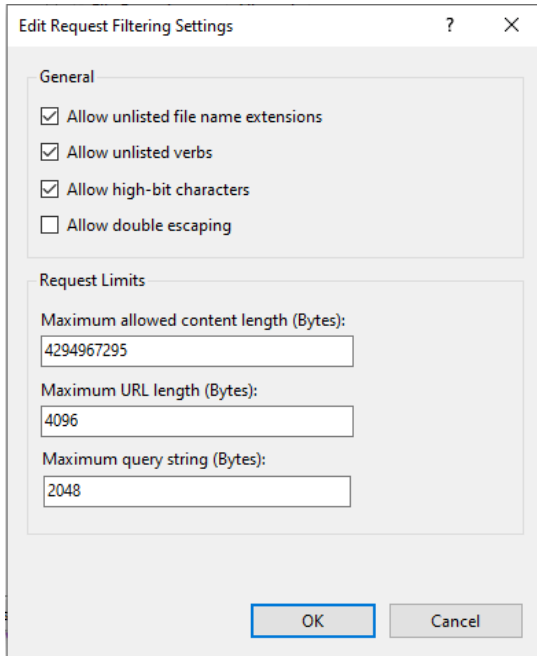 Edit Request Filtering Settings
?
General
Allow unlisted file name extensions
Allow unlisted verbs
Allow high-bit characters
Allow double escaping
Request Limits
Maximum allowed content length (Bytes):
4294967295
Maximum URL length (Bytes):
4096
Maximum query string (Bytes):
2048
OK Cancel